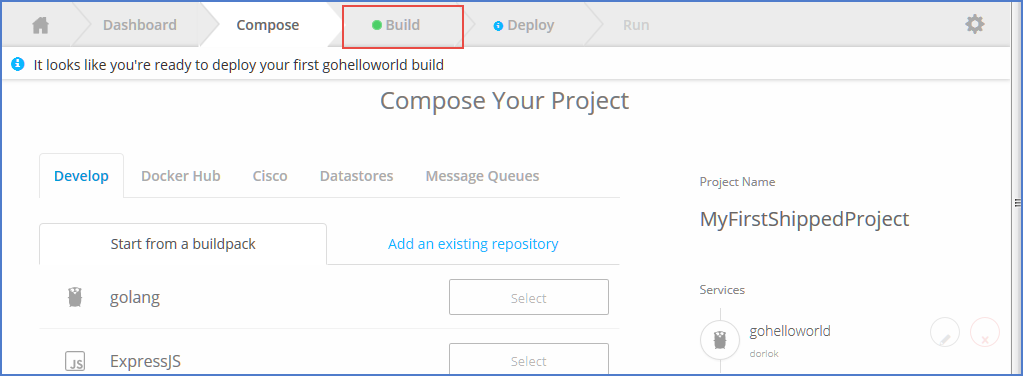 Dashboard
Compose
Build
Deploy
Run
It looks like you're ready to deploy your first gohelloworld build
Compose Your Project
Develop
Docker Hub
Cisco
Datastores
Message Queues
Start from a buildpack
Add an existing repository
golang
Select
JS
ExpressJS
Select
Project Name
MyFirstShippedProject
Services
gohelloworld
dorlok